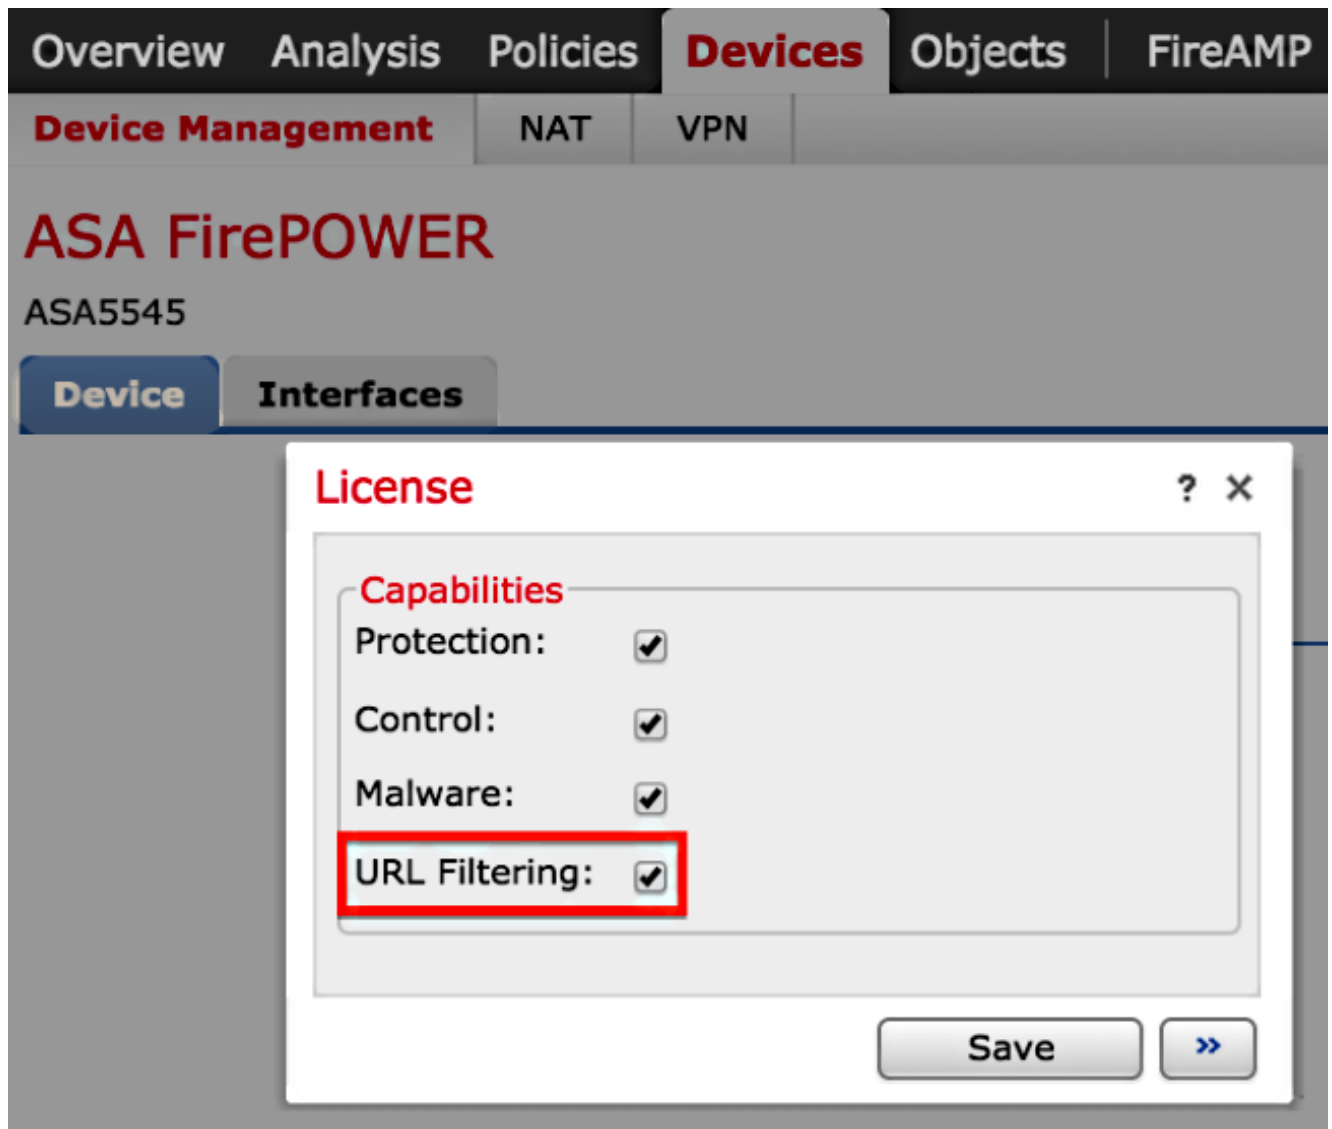 Overview Analysis Policies Devices Objects FireAMP
Device Management NAT VPN
ASA FirePOWER
ASA5545
Device Interfaces
License ? ×
Capabilities
Protection:
Control:
Malware:
URL Filtering:
Save »